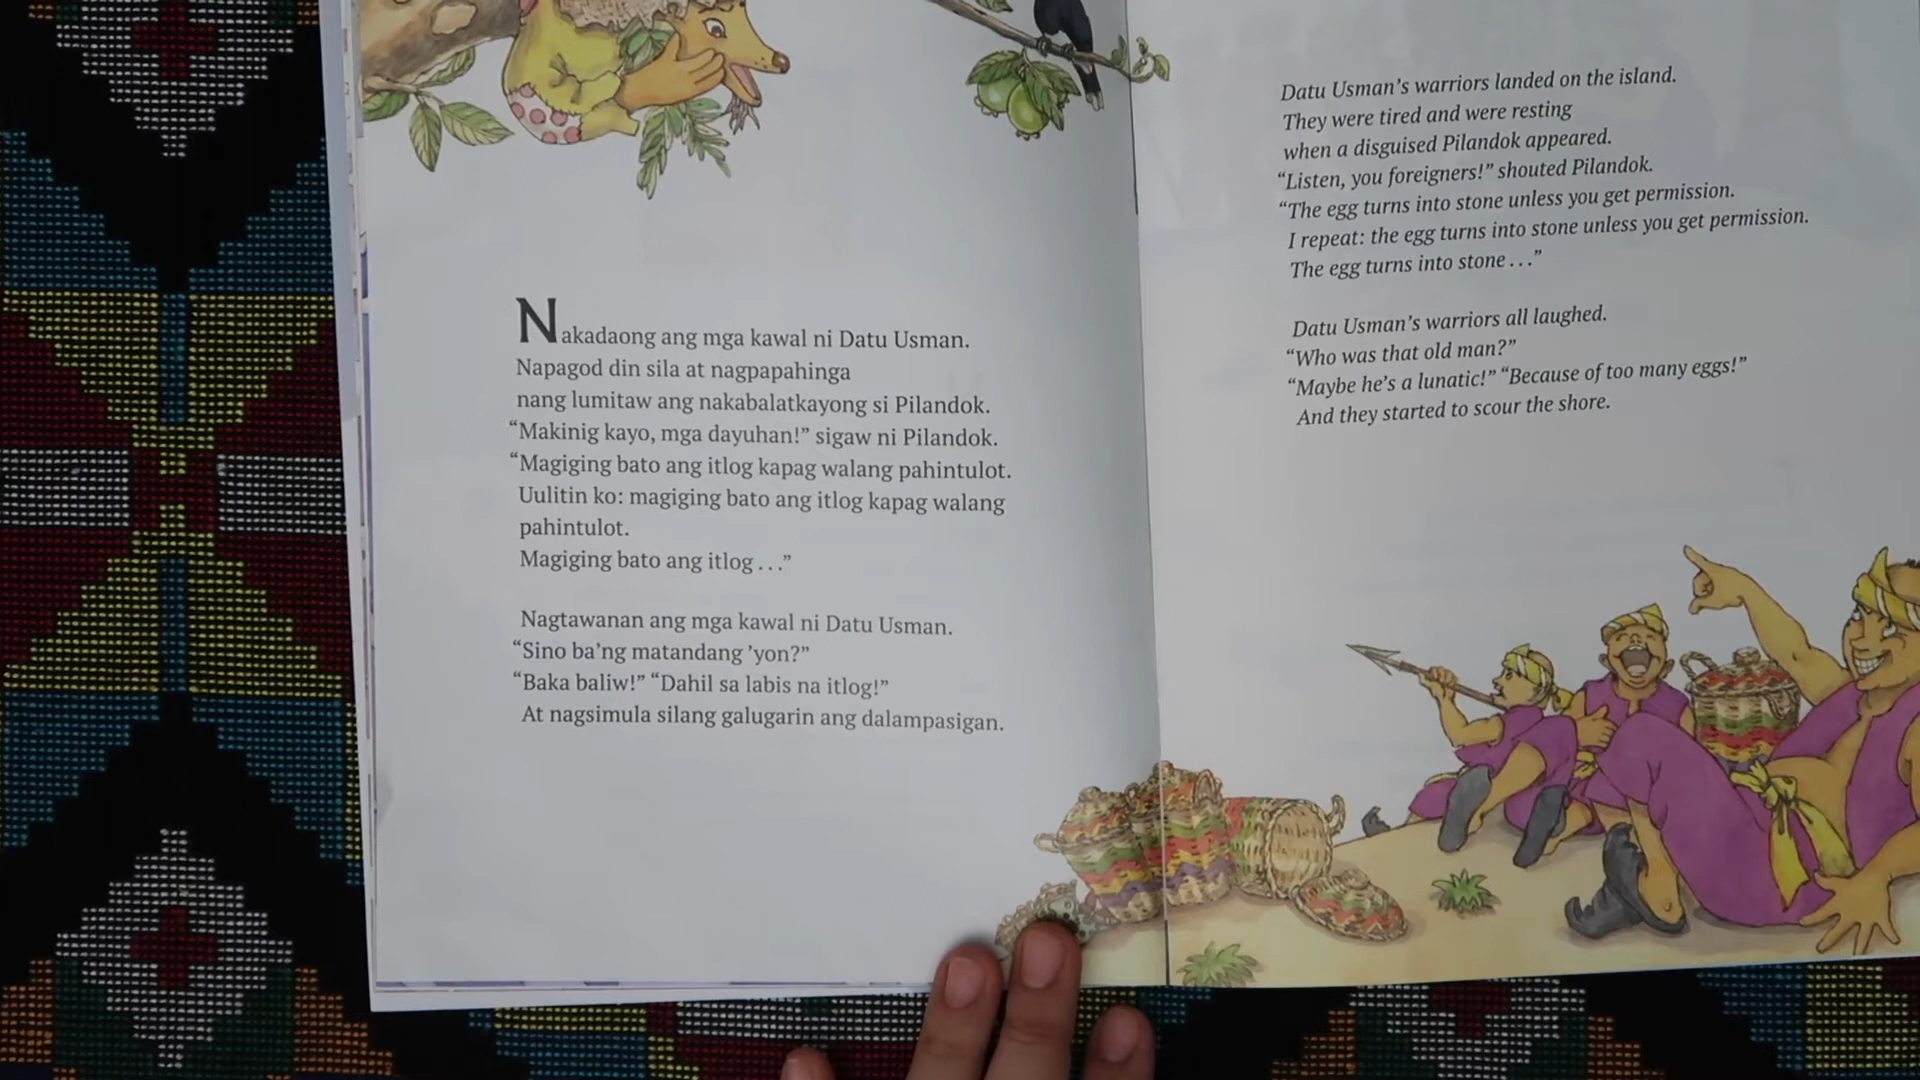 Nakadaong ang mga kawal ni Datu Usman.
Napagod din sila at nagpapahinga
nang lumitaw ang nakabalatkayong si Pilandok.
“Makinig kayo, mga dayuhan!” sigaw ni Pilandok.
“Magiging bato ang itlog kapag walang pahintulot.
Uulitin ko: magiging bato ang itlog kapag walang
pahintulot.
Magiging bato ang itlog . . .”
Nagtawanan ang mga kawal ni Datu Usman.
“Sino ba’ng matandang ’yon?”
“Baka baliw!” “Dahil sa labis na itlog!”
At nagsimula silang galugarin ang dalampasigan.
Datu Usman’s warriors landed on the island.
They were tired and were resting
when a disguised Pilandok appeared.
“Listen, you foreigners!” shouted Pilandok.
“The egg turns into stone unless you get permission.
I repeat: the egg turns into stone unless you get permission.
The egg turns into stone . . .”
Datu Usman’s warriors all laughed.
“Who was that old man?”
“Maybe he’s a lunatic!” “Because of too many eggs!”
And they started to scour the shore.